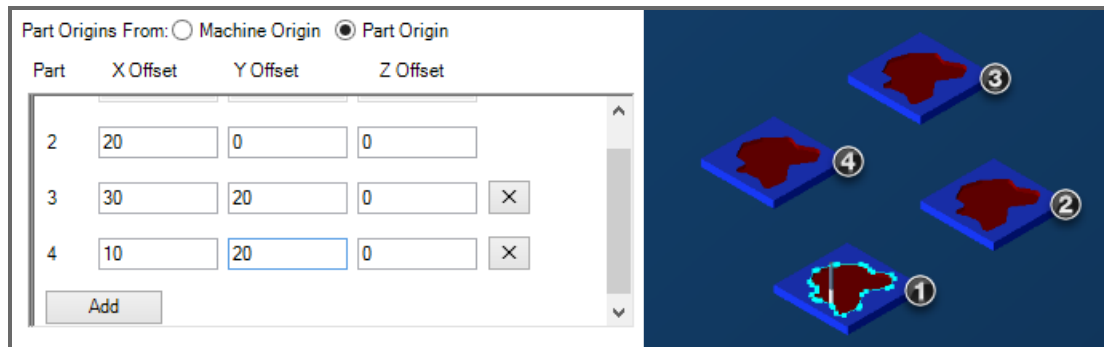 Part Origins From: Machine Origin Part Origin
Part X Offset Y Offset Z Offset
2 20 0 0
3 30 20 0
4 10 20 0
Add
3
4
2
1